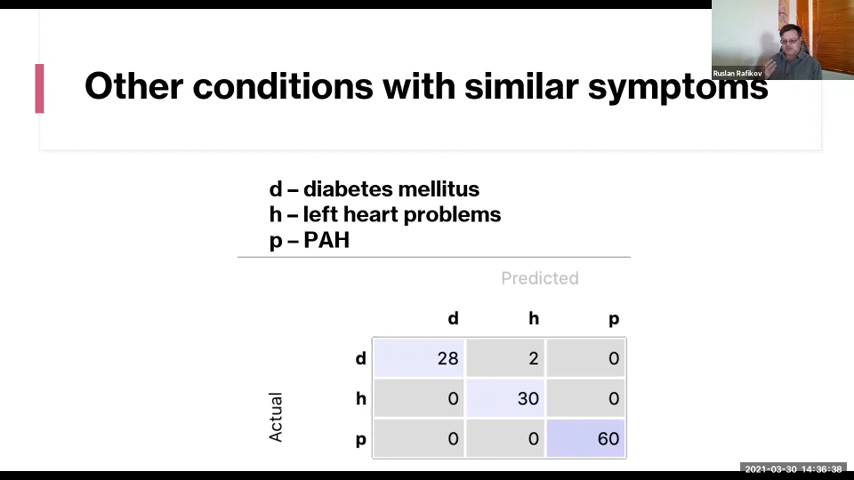 Ruslan Rafikov
Other conditions with similar symptoms
d – diabetes mellitus
h – left heart problems
p – PAH
Predicted
d h p
d 28 2 0
h 0 30 0
p 0 0 60
Actual
2021-03-30 14:36:38